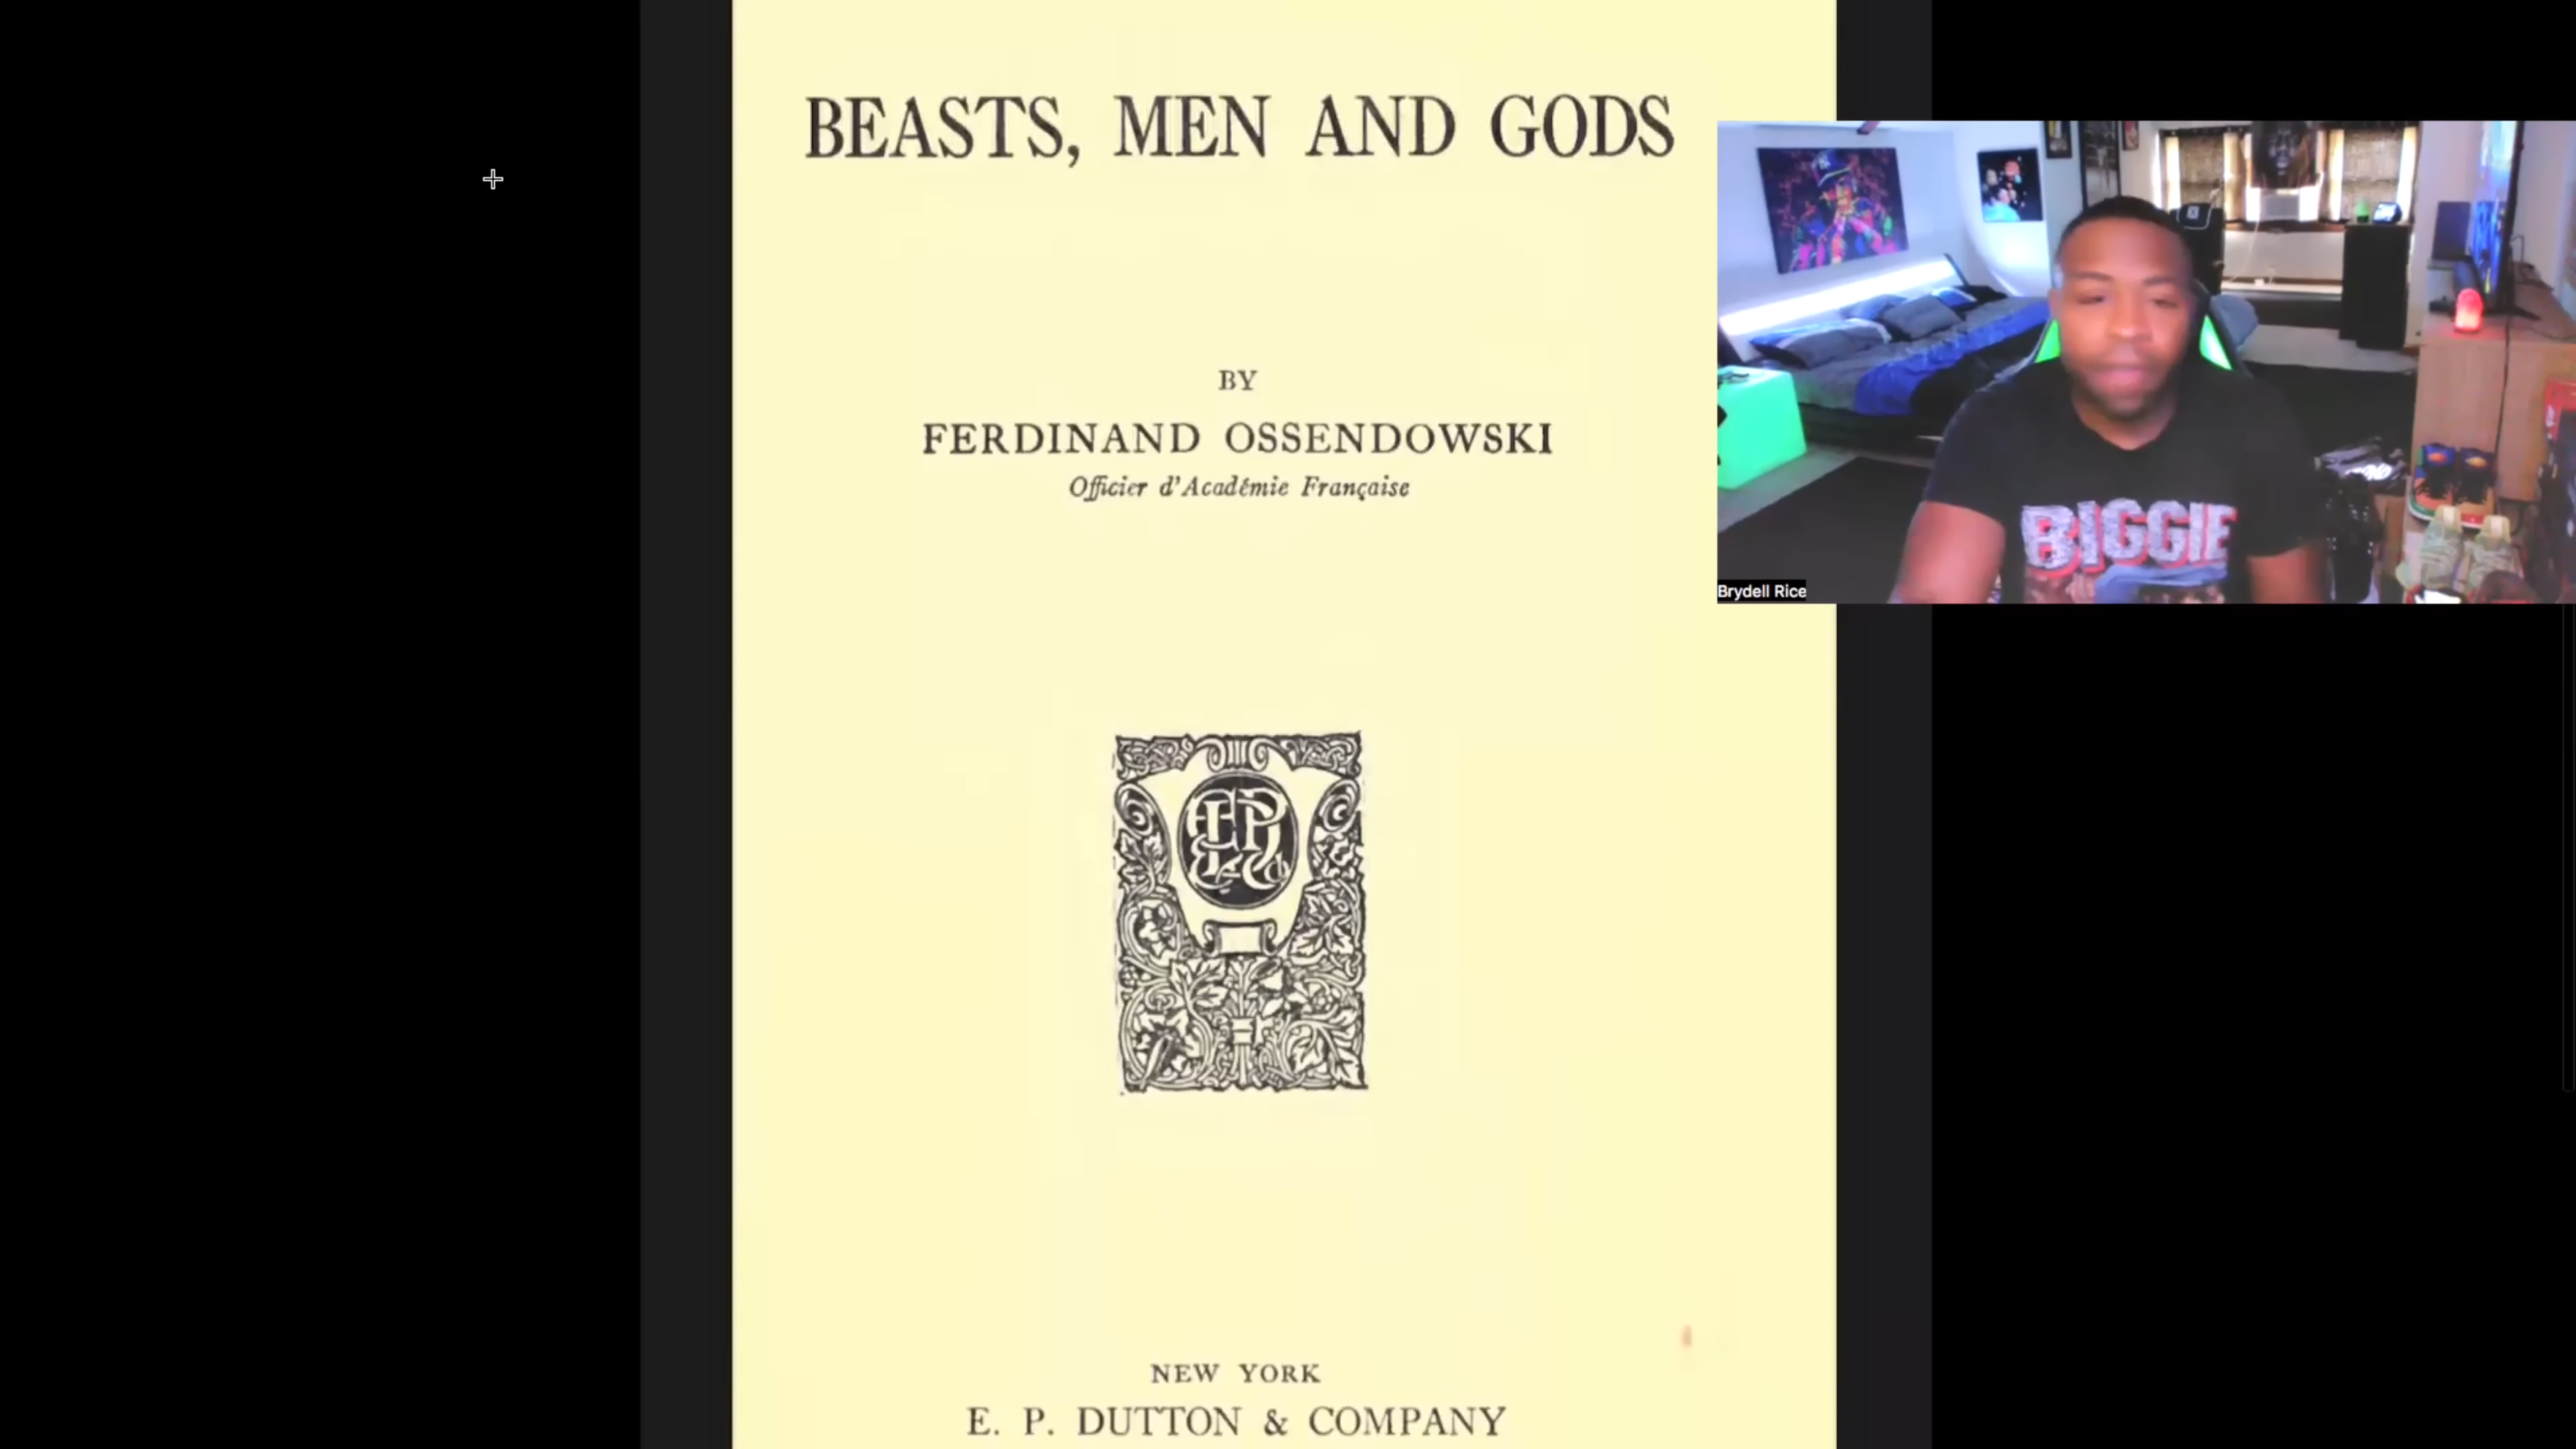 BEASTS, MEN AND GODS
BY
FERDINAND OSSENDOWSKI
Officier d'Académie Française
NEW YORK
E. P. DUTTON & COMPANY
BIGGIE
Brydell Rice